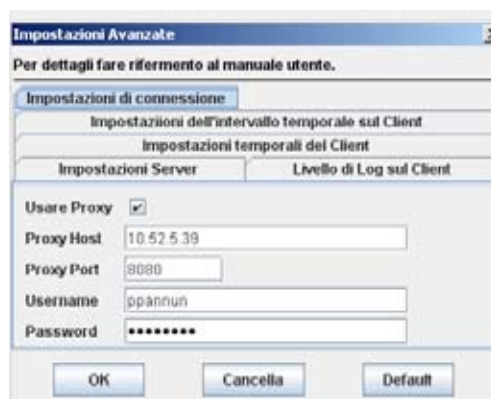 Impostazioni Avanzate
Per dettagli fare riferimento al manuale utente.
Impostazioni di connessione
Impostaziioni dell'intervallo temporale sul Client
Impostazioni temporali del Client
Impostazioni Server Livello di Log sul Client
Usare Proxy
Proxy Host 10.52.5.39
Proxy Port 8080
Username ppannun
Password ••••••••
OK Cancella Default